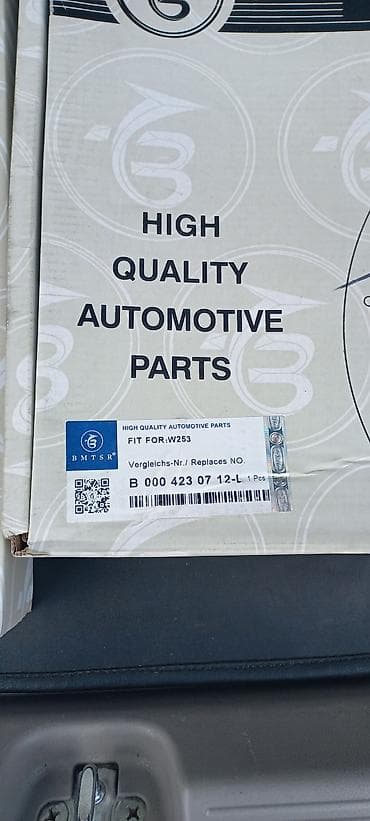 HIGH
QUALITY
AUTOMOTIVE
PARTS
HIGH QUALITY AUTOMOTIVE PARTS
FIT FOR:W253
BMTSR®
Vergleichs-Nr./ Replaces NO.
B 000 423 07 12-L 1 Pcs